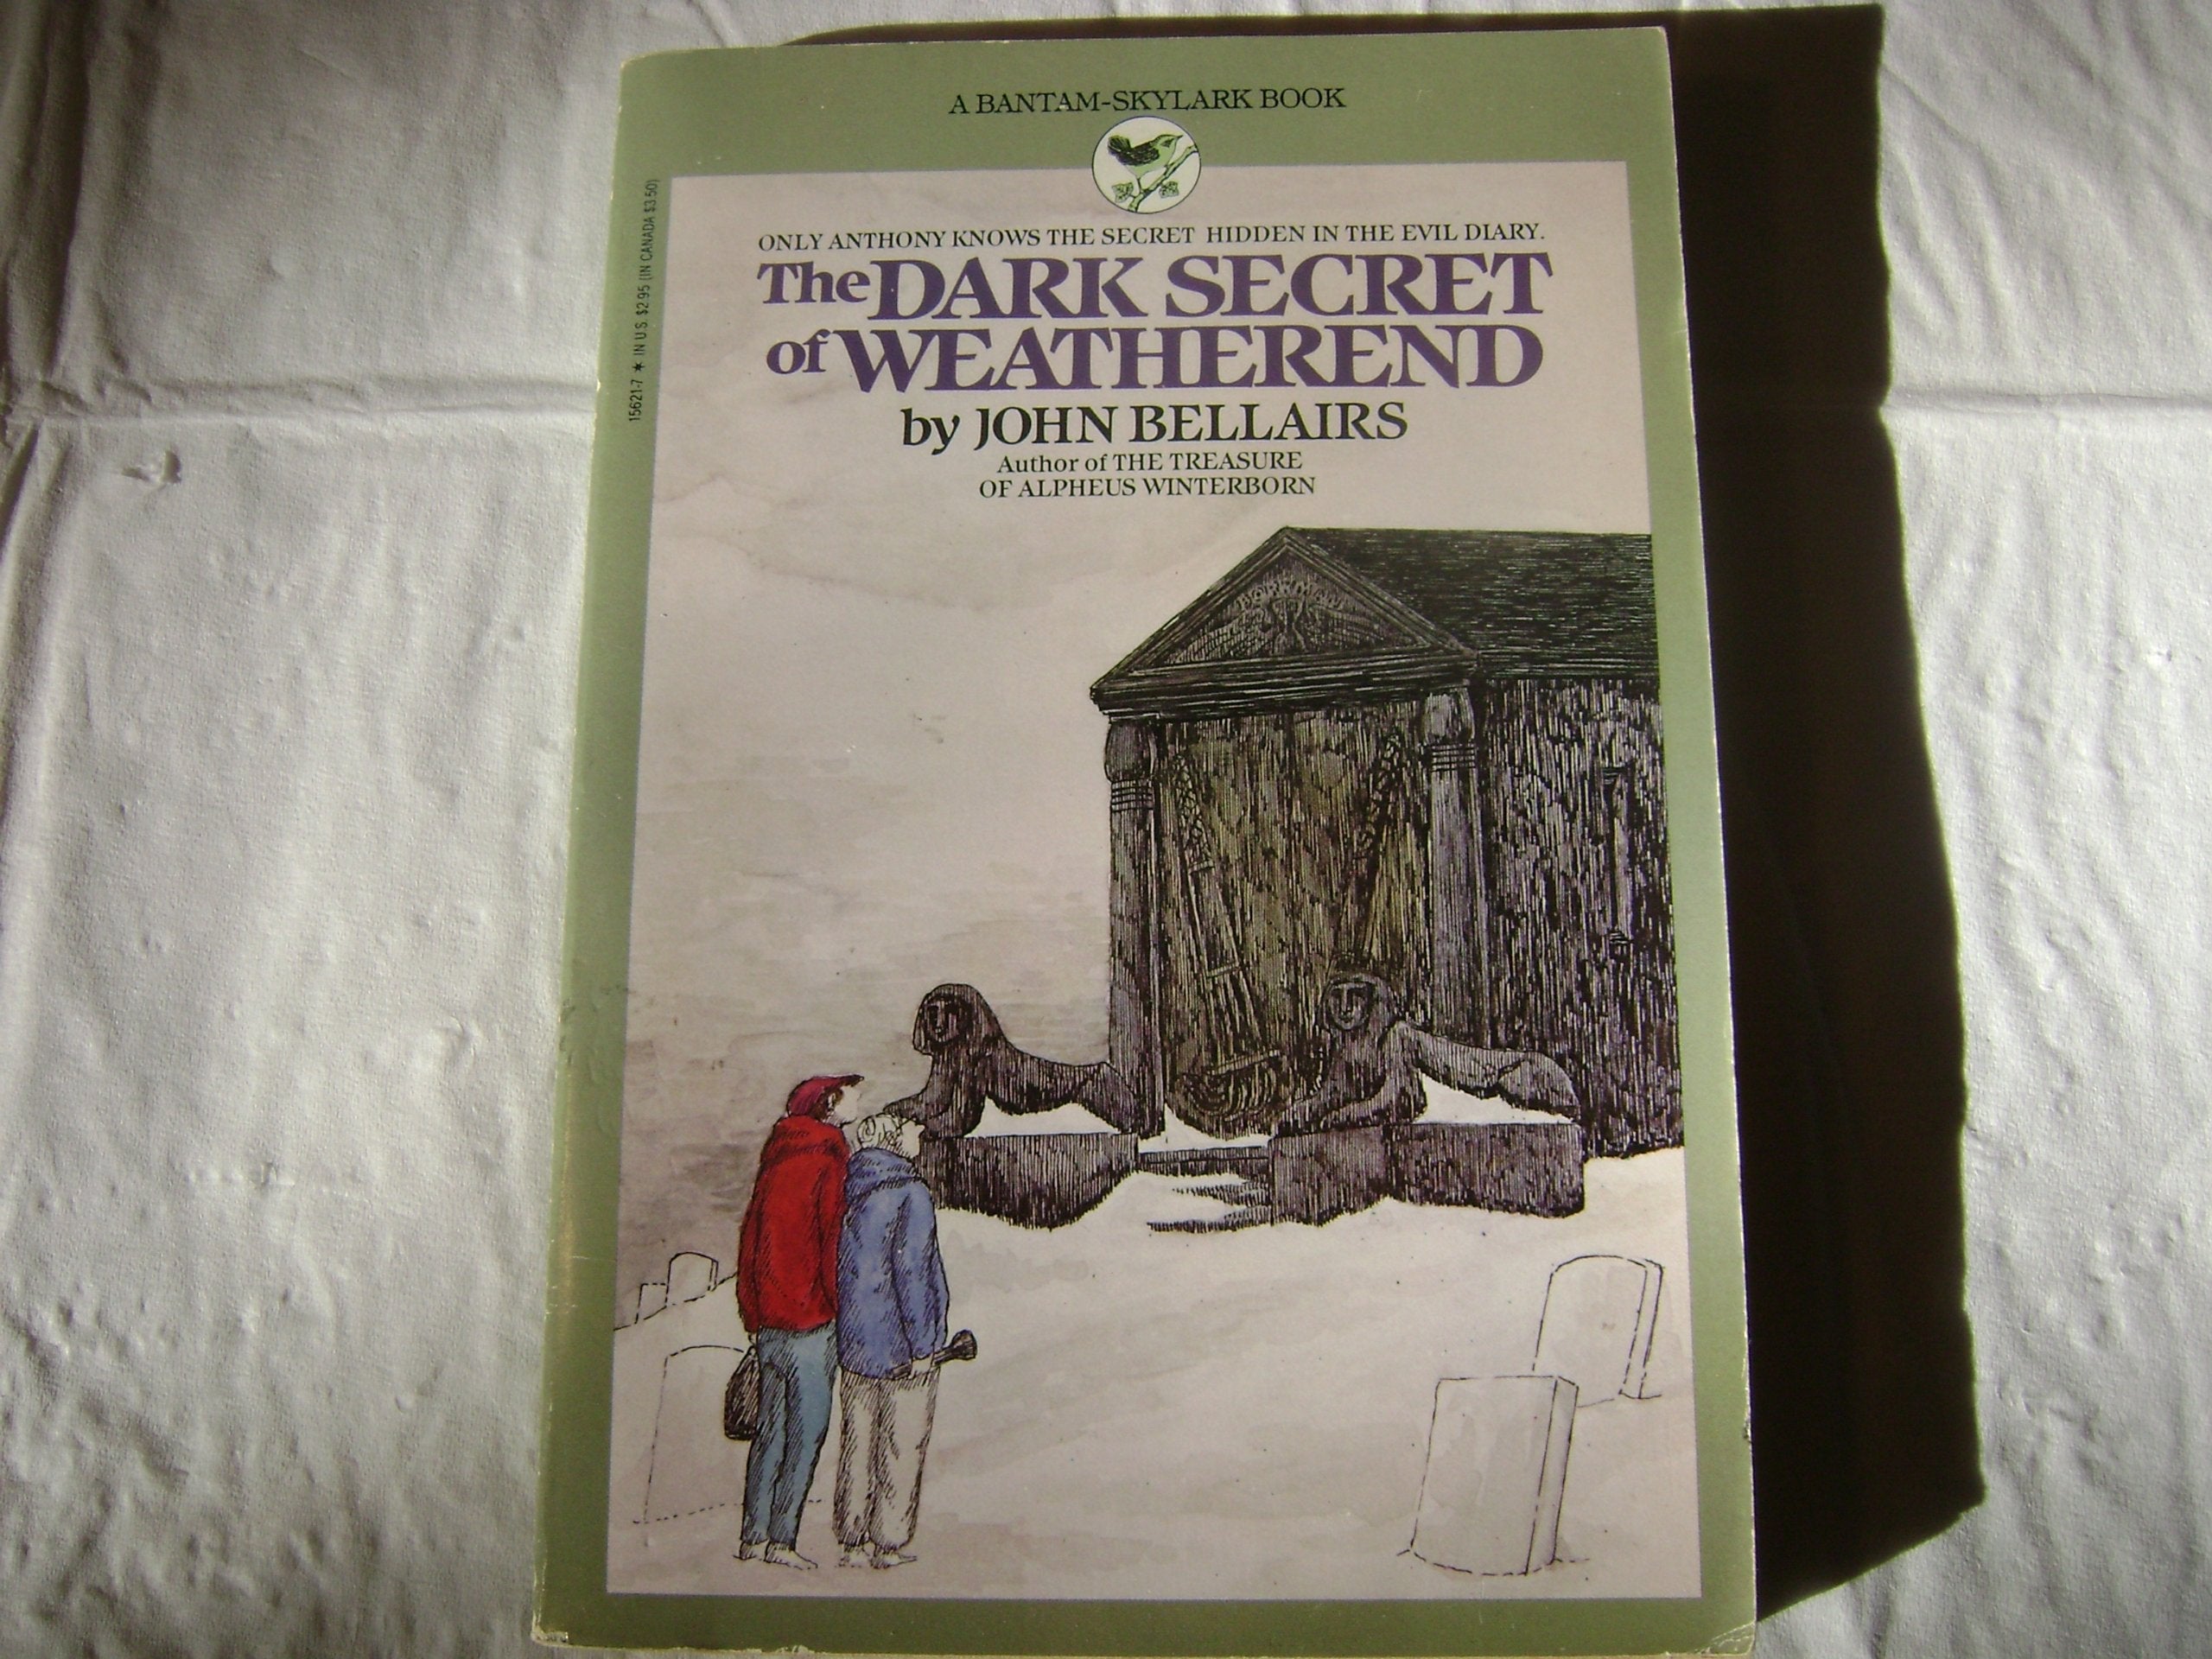 A BANTAM-SKYLARK BOOK
15621-7 * IN U.S. $2.95 (IN CANADA $3.50)
ONLY ANTHONY KNOWS THE SECRET HIDDEN IN THE EVIL DIARY.
The DARK SECRET
of WEATHEREND
by JOHN BELLAIRS
Author of THE TREASURE
OF ALPHEUS WINTERBORN
BORKMAN